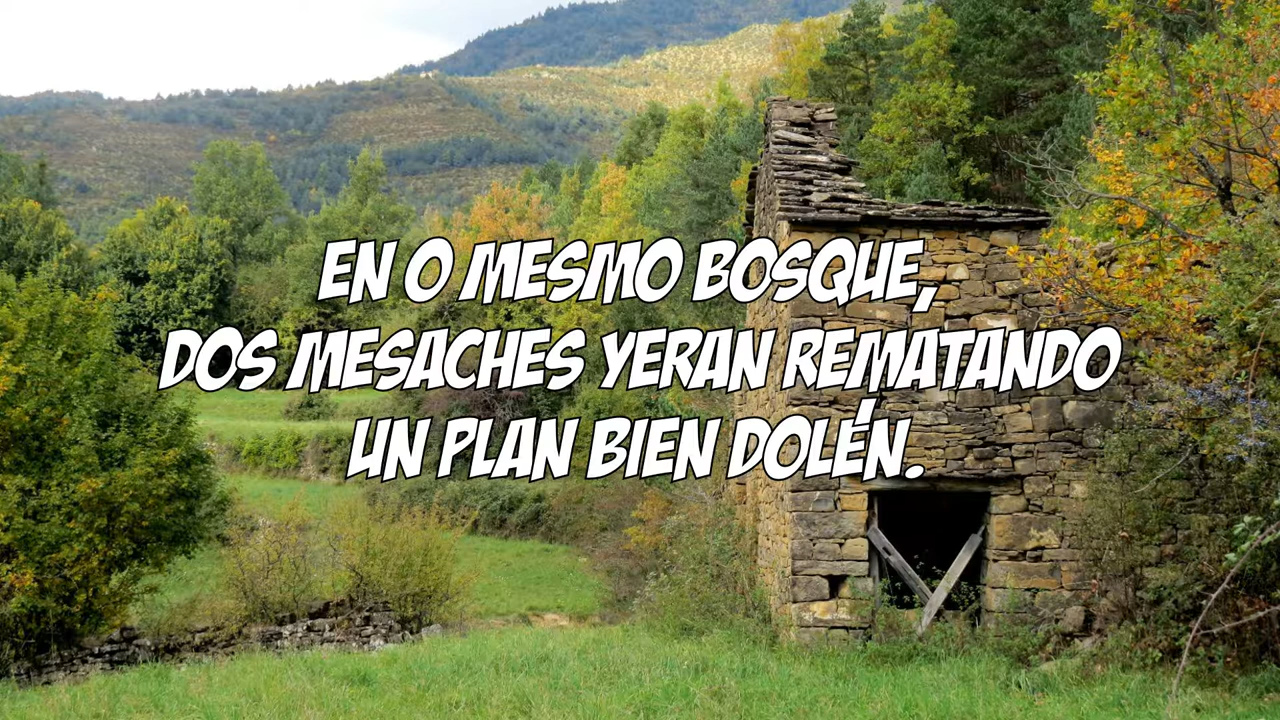 EN O MESMO BOSQUE,
DOS MESACHES YERAN REMATANDO
UN PLAN BIEN DOLÉN.